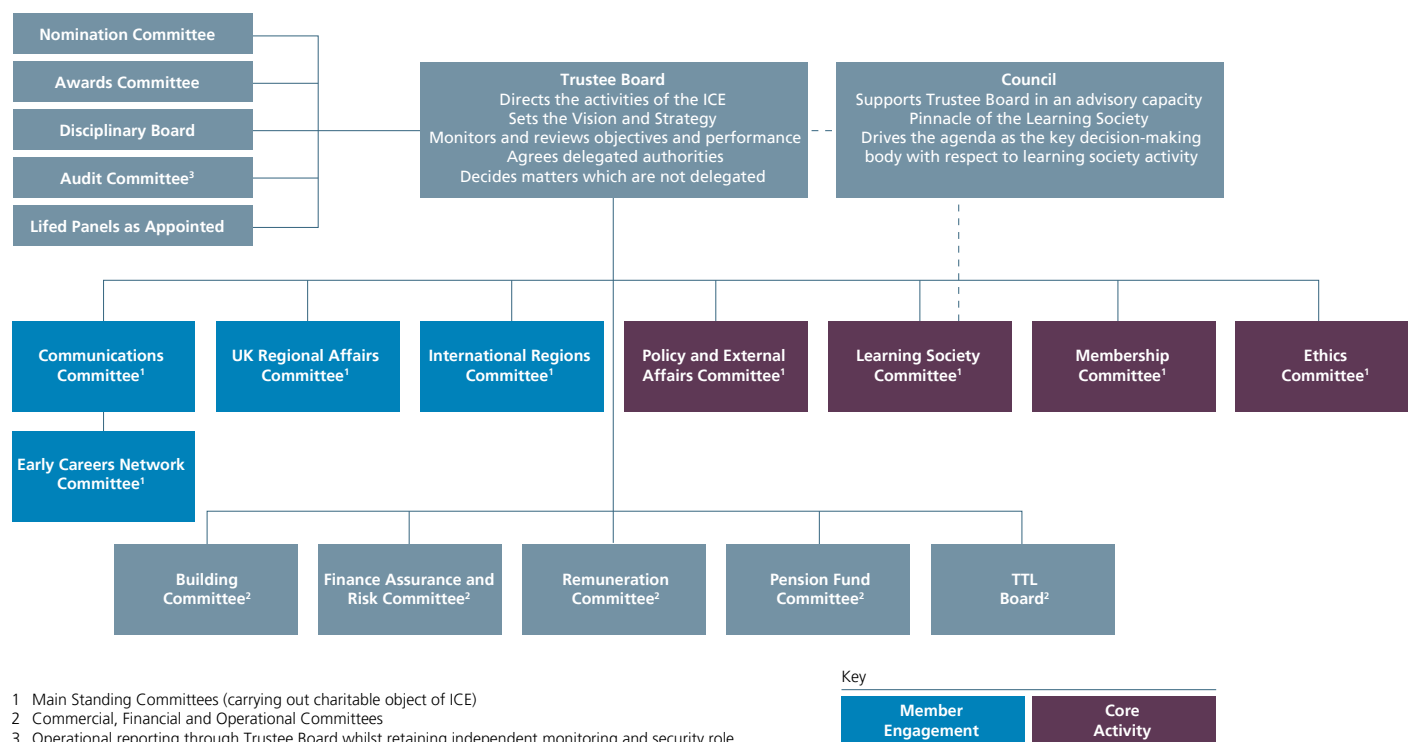 Nomination Committee
Awards Committee
Disciplinary Board
Audit Committee³
Lifed Panels as Appointed
Trustee Board
Directs the activities of the ICE
Sets the Vision and Strategy
Monitors and reviews objectives and performance
Agrees delegated authorities
Decides matters which are not delegated
Council
Supports Trustee Board in an advisory capacity
Pinnacle of the Learning Society
Drives the agenda as the key decision-making
body with respect to learning society activity
Communications
Committee¹
UK Regional Affairs
Committee¹
International Regions
Committee¹
Policy and External
Affairs Committee¹
Learning Society
Committee¹
Membership
Committee¹
Ethics
Committee¹
Early Careers Network
Committee¹
Building
Committee²
Finance Assurance and
Risk Committee²
Remuneration
Committee²
Pension Fund
Committee²
TTL
Board²
1 Main Standing Committees (carrying out charitable object of ICE)
2 Commercial, Financial and Operational Committees
3 Operational reporting through Trustee Board whilst retaining independent monitoring and security role
Key
Member
Engagement
Core
Activity